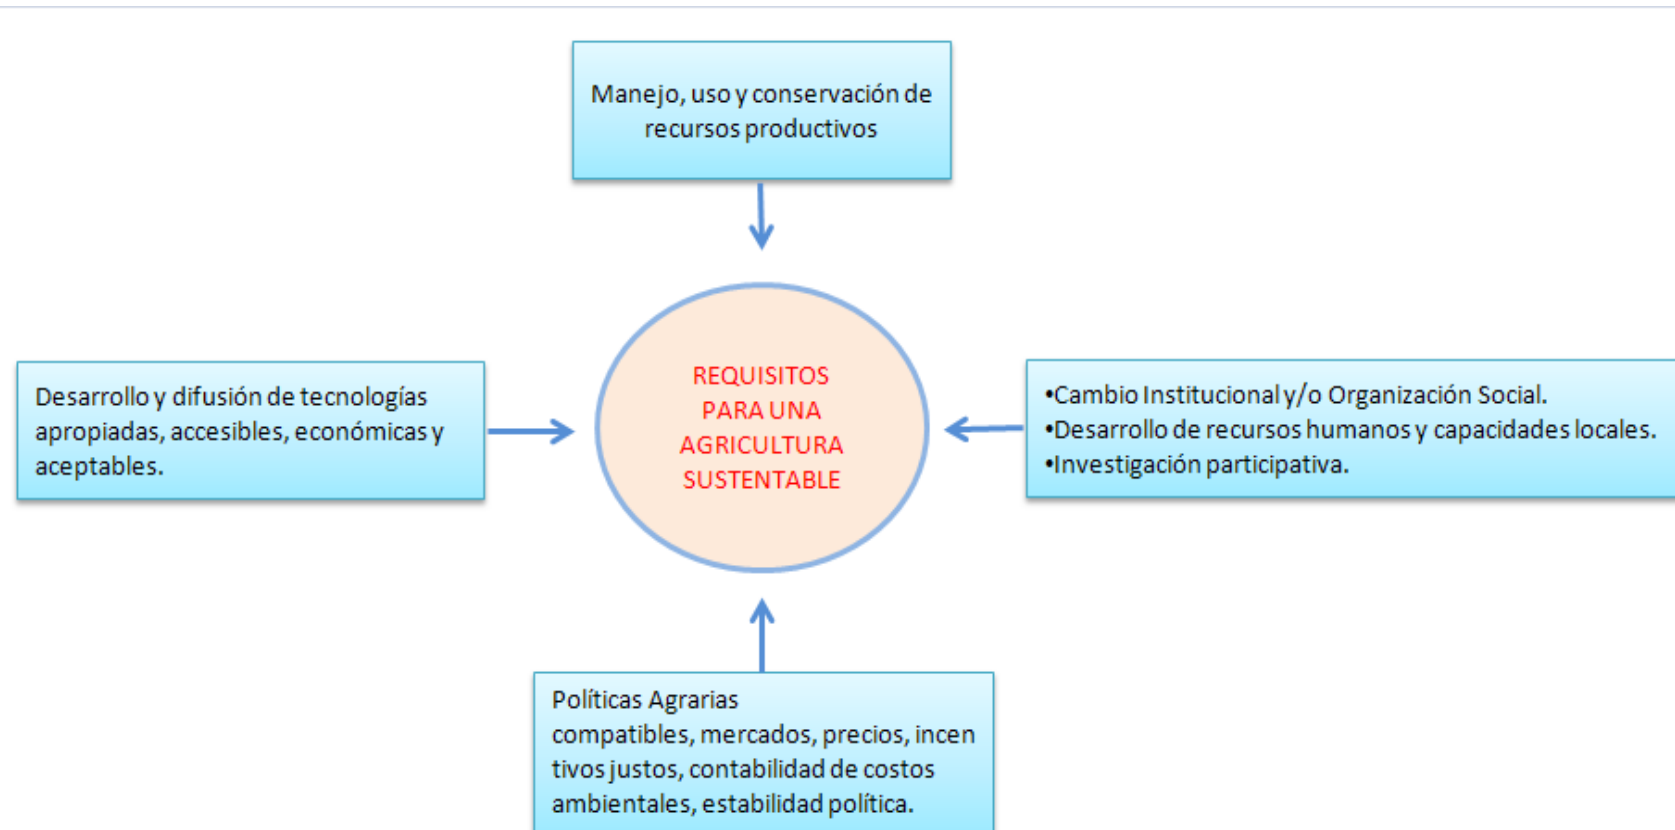 Manejo, uso y conservación de
recursos productivos
Desarrollo y difusión de tecnologías
apropiadas, accesibles, económicas y
aceptables.
REQUISITOS
PARA UNA
AGRICULTURA
SUSTENTABLE
•Cambio Institucional y/o Organización Social.
•Desarrollo de recursos humanos y capacidades locales.
•Investigación participativa.
Políticas Agrarias
compatibles, mercados, precios, incen
tivos justos, contabilidad de costos
ambientales, estabilidad política.